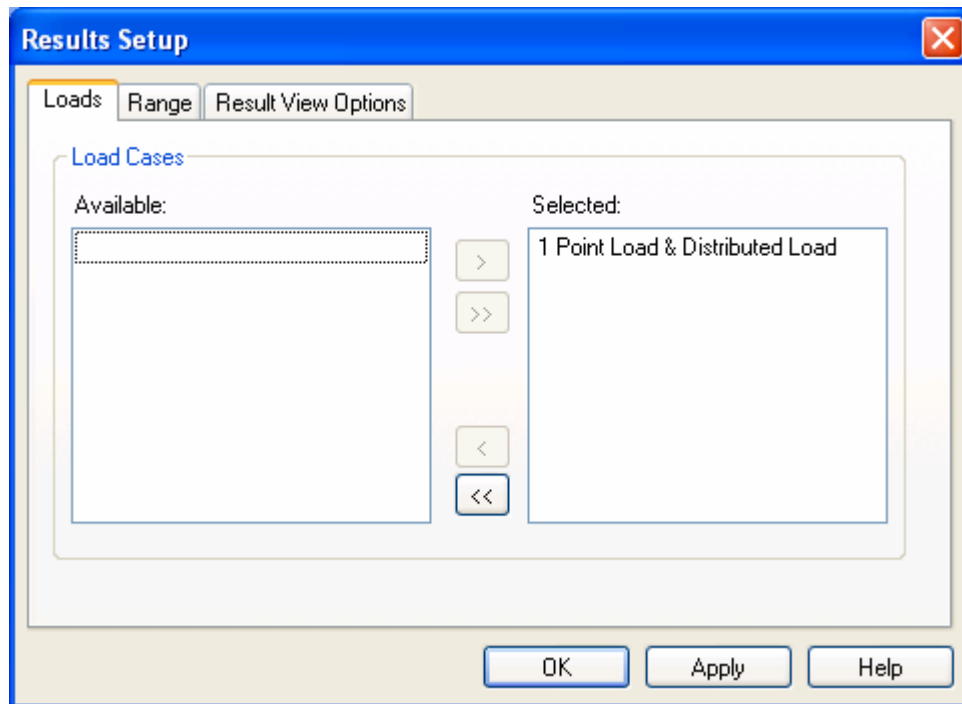 Results Setup
Loads Range Result View Options
Load Cases
Available: Selected:
1 Point Load & Distributed Load
>
>>
<
<<
OK Apply Help